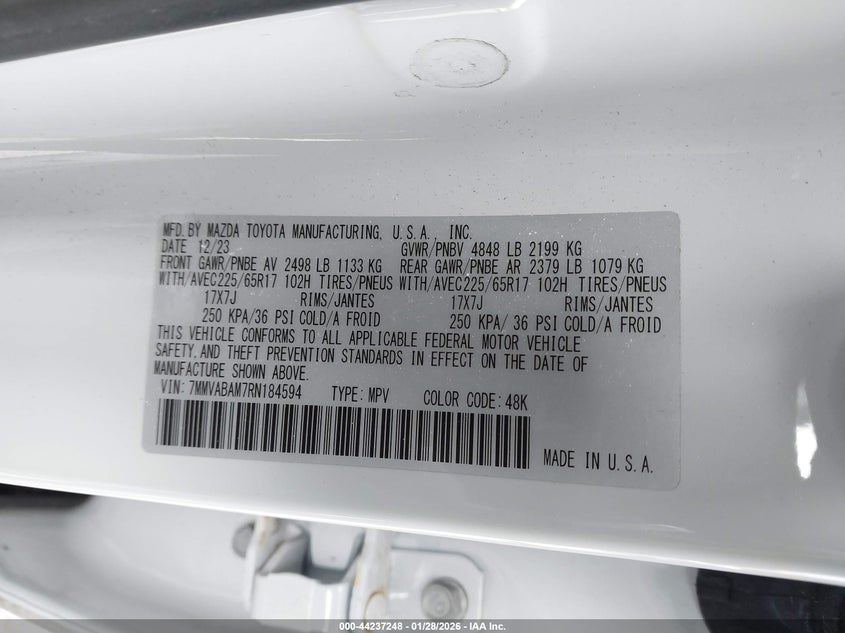 MFD. BY MAZDA TOYOTA MANUFACTURING, U.S.A., INC.
DATE 12/23 GVWR/PNBV 4848 LB 2199 KG
FRONT GAWR/PNBE AV 2498 LB 1133 KG REAR GAWR/PNBE AR 2379 LB 1079 KG
WITH/AVEC225/65R17 102H TIRES/PNEUS WITH/AVEC225/65R17 102H TIRES/PNEUS
17X7J RIMS/JANTES 17X7J RIMS/JANTES
250 KPA/36 PSI COLD/A FROID 250 KPA/ 36 PSI COLD/A FROID
THIS VEHICLE CONFORMS TO ALL APPLICABLE FEDERAL MOTOR VEHICLE
SAFETY, AND THEFT PREVENTION STANDARDS IN EFFECT ON THE DATE OF
MANUFACTURE SHOWN ABOVE.
VIN: 7MMVABAM7RN184594 TYPE: MPV COLOR CODE: 48K
MADE IN U.S.A.
000-44237248 - 01/28/2026 - IAA Inc.